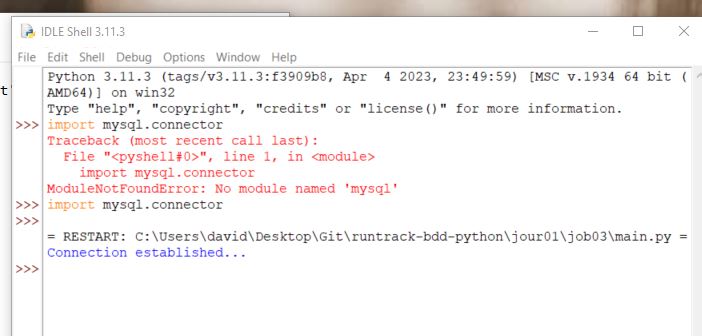 IDLE Shell 3.11.3
File Edit Shell Debug Options Window Help
Python 3.11.3 (tags/v3.11.3:f3909b8, Apr  4 2023, 23:49:59) [MSC v.1934 64 bit (
AMD64)] on win32
Type "help", "copyright", "credits" or "license()" for more information.
>>> import mysql.connector
Traceback (most recent call last):
  File "<pyshell#0>", line 1, in <module>
    import mysql.connector
ModuleNotFoundError: No module named 'mysql'
>>> import mysql.connector
>>>
= RESTART: C:\Users\david\Desktop\Git\runtrack-bdd-python\jour01\job03\main.py =
Connection established...
>>>